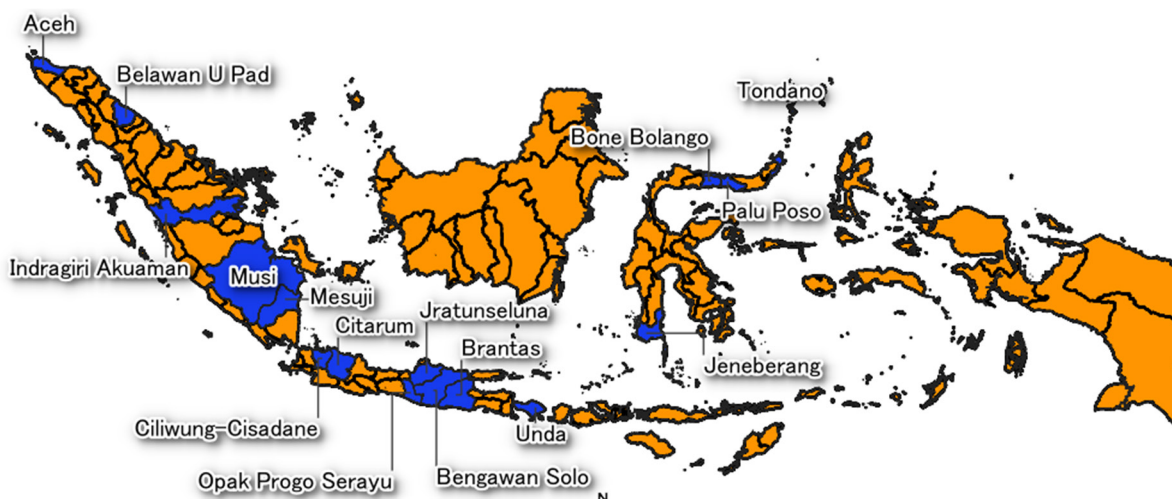 Aceh
Belawan U Pad
Tondano
Bone Bolango
Palu Poso
Indragiri Akuaman
Musi
Mesuji
Jratunseluna
Citarum
Brantas
Jeneberang
Ciliwung-Cisadane
Unda
Opak Progo Serayu
Bengawan Solo
N